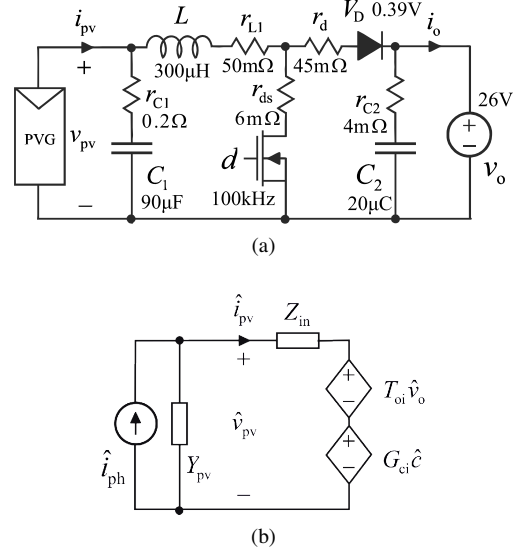 i_pv L r_L1 r_d V_D 0.39V i_o
+ 300μH 50mΩ 45mΩ
r_C1 r_ds r_C2 26V
PVG v_pv 0.2Ω 6mΩ 4mΩ + −
d
− C_1 100kHz C_2 v_o
90μF 20μC
(a)
î_pv Z_in
+
+ − T_oi v̂_o
v̂_pv
î_ph Y_pv + − G_ci ĉ
−
(b)